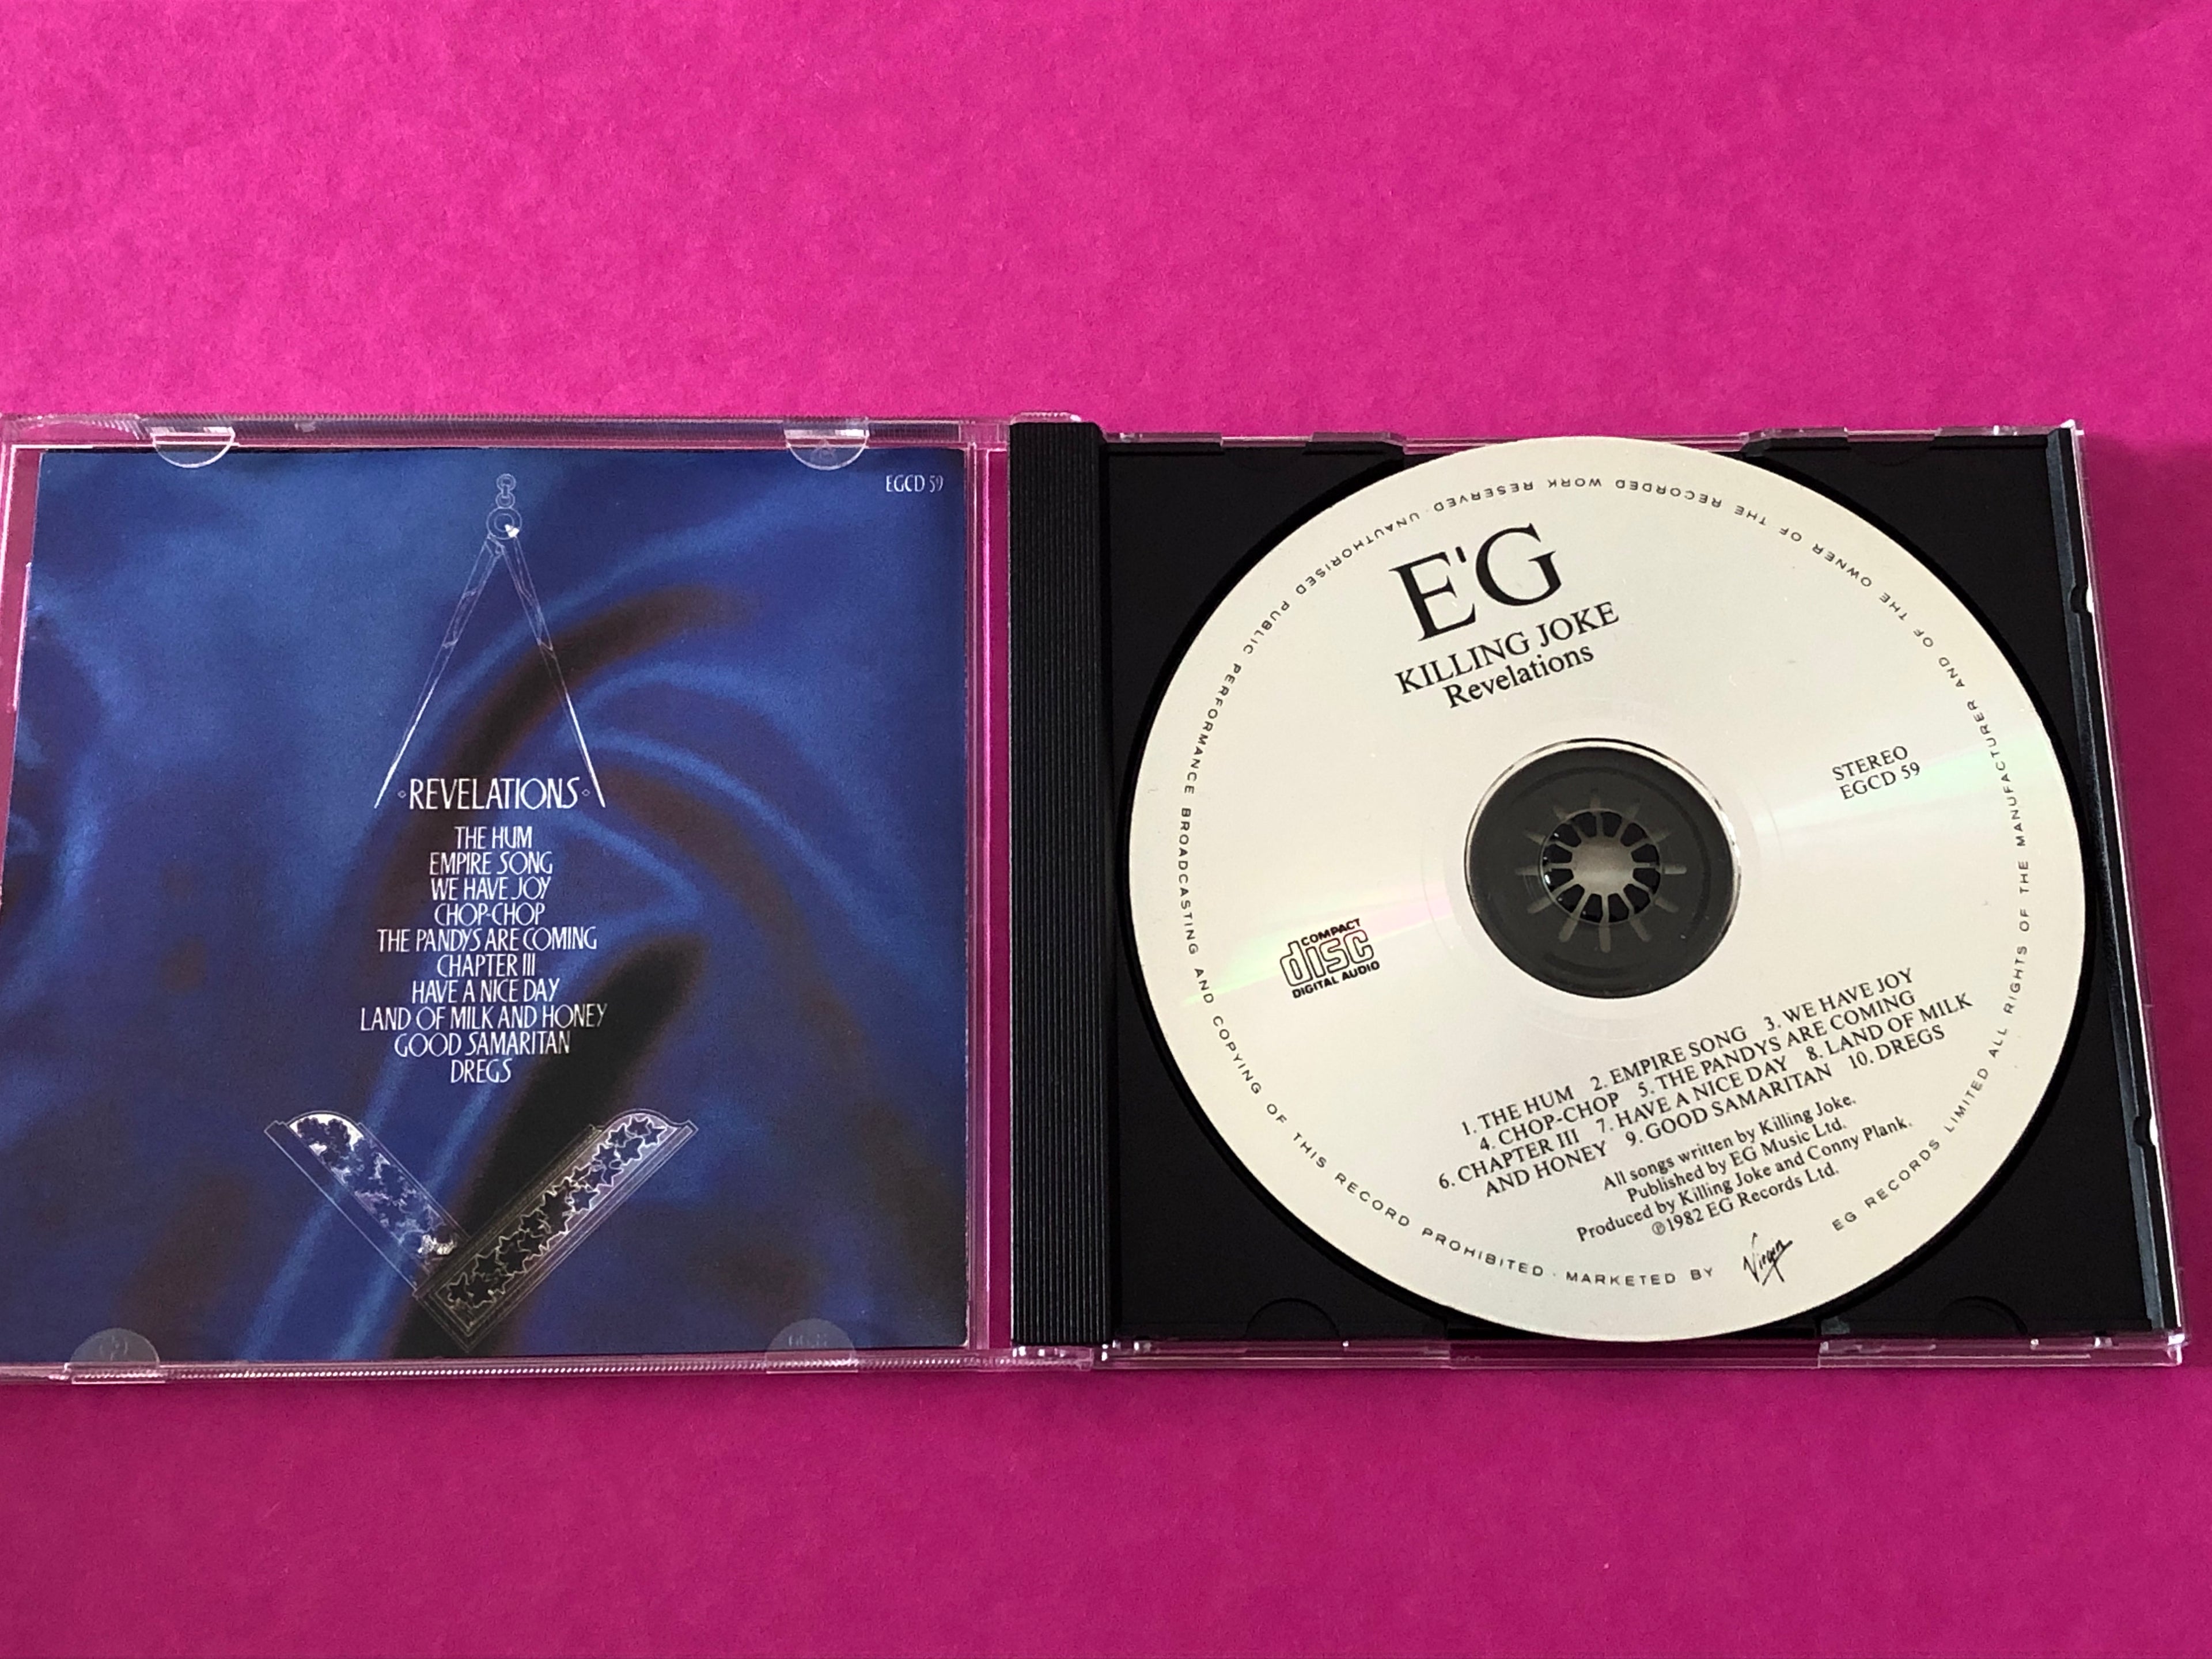 EGCD 59
REVELATIONS
THE HUM
EMPIRE SONG
WE HAVE JOY
CHOP-CHOP
THE PANDYS ARE COMING
CHAPTER III
HAVE A NICE DAY
LAND OF MILK AND HONEY
GOOD SAMARITAN
DREGS
E'G
KILLING JOKE
Revelations
STEREO
EGCD 59
COMPACT
disc
DIGITAL AUDIO
1. THE HUM 2. EMPIRE SONG 3. WE HAVE JOY
4. CHOP-CHOP 5. THE PANDYS ARE COMING
6. CHAPTER III 7. HAVE A NICE DAY 8. LAND OF MILK
AND HONEY 9. GOOD SAMARITAN 10. DREGS
All songs written by Killing Joke.
Published by EG Music Ltd.
Produced by Killing Joke and Conny Plank.
℗1982 EG Records Ltd.
EG RECORDS LIMITED ALL RIGHTS OF THE MANUFACTURER AND OF THE OWNER OF THE RECORDED WORK RESERVED. UNAUTHORISED PUBLIC PERFORMANCE BROADCASTING AND COPYING OF THIS RECORD PROHIBITED · MARKETED BY Virgin